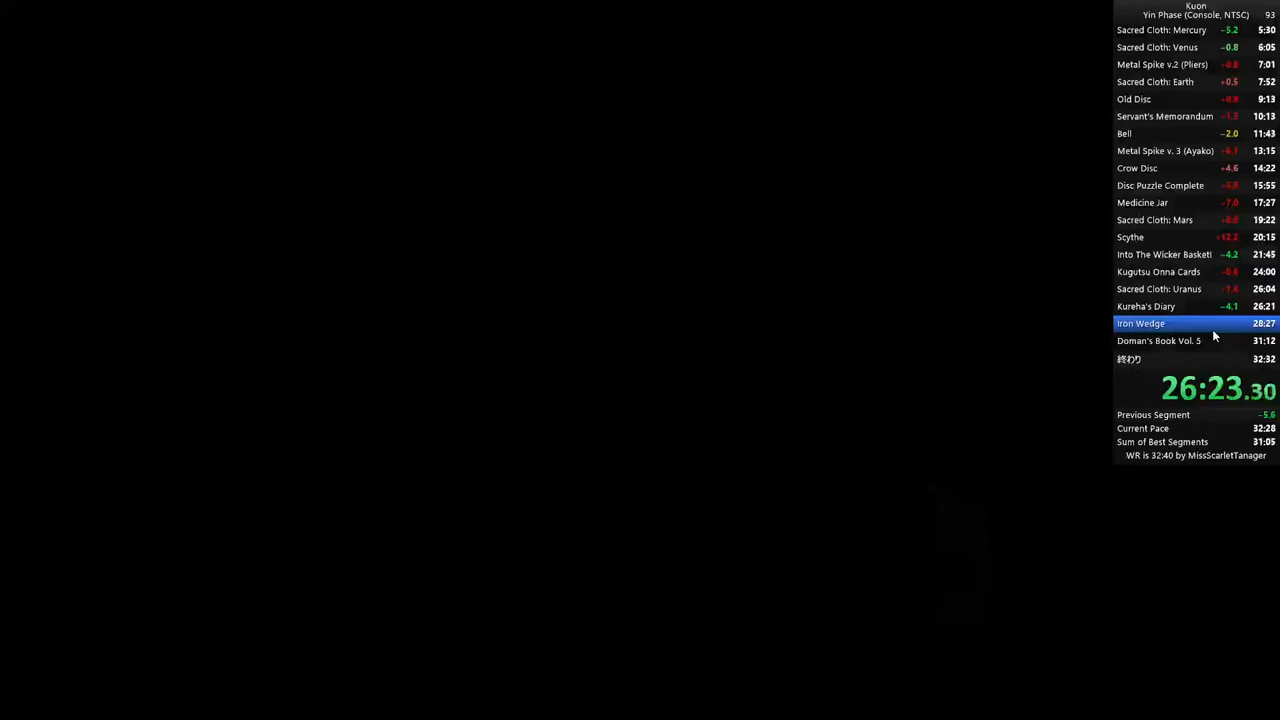 Kuon
Yin Phase (Console, NTSC) 93
Sacred Cloth: Mercury −5.2 5:30
Sacred Cloth: Venus −0.8 6:05
Metal Spike v.2 (Pliers) +0.8 7:01
Sacred Cloth: Earth +0.5 7:52
Old Disc 9:13
Servant's Memorandum 10:13
Bell −2.0 11:43
Metal Spike v. 3 (Ayako) 13:15
Crow Disc +4.6 14:22
Disc Puzzle Complete 15:55
Medicine Jar 17:27
Sacred Cloth: Mars 19:22
Scythe 20:15
Into The Wicker Basket! −4.2 21:45
Kugutsu Onna Cards 24:00
Sacred Cloth: Uranus 26:04
Kureha's Diary −4.1 26:21
Iron Wedge 28:27
Doman's Book Vol. 5 31:12
終わり 32:32
26:23.30
Previous Segment −5.6
Current Pace 32:28
Sum of Best Segments 31:05
WR is 32:40 by MissScarletTanager